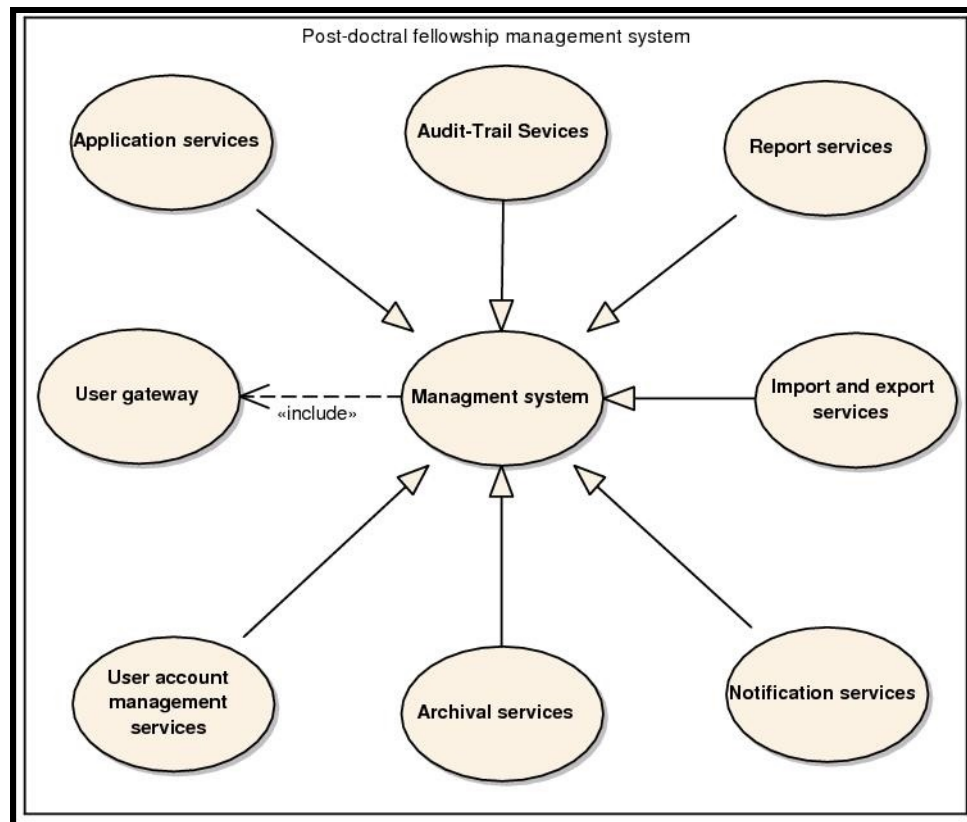 Post-doctral fellowship management system
Application services
Audit-Trail Sevices
Report services
User gateway
«include»
Managment system
Import and export
services
User account
management
services
Archival services
Notification services